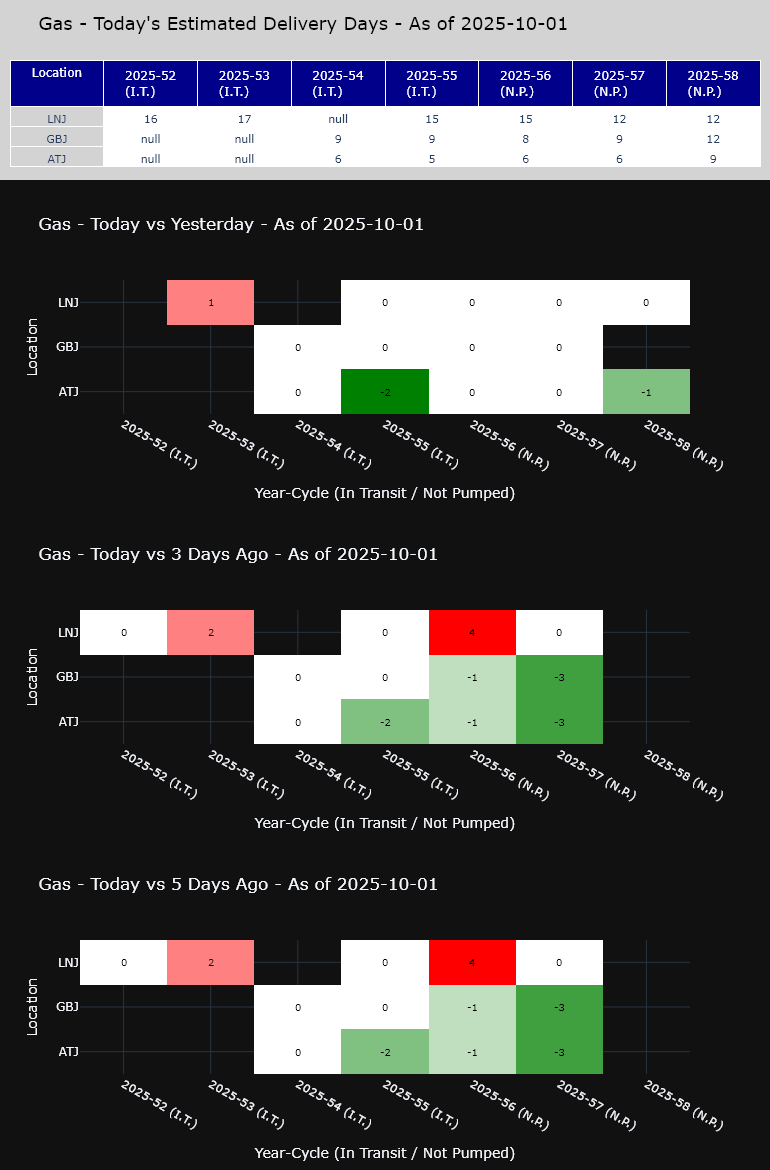 Gas - Today's Estimated Delivery Days - As of 2025-10-01
Location 2025-52 (I.T.) 2025-53 (I.T.) 2025-54 (I.T.) 2025-55 (I.T.) 2025-56 (N.P.) 2025-57 (N.P.) 2025-58 (N.P.)
LNJ 16 17 null 15 15 12 12
GBJ null null 9 9 8 9 12
ATJ null null 6 5 6 6 9
Gas - Today vs Yesterday - As of 2025-10-01
Location
LNJ 1 0 0 0 0
GBJ 0 0 0 0
ATJ 0 -2 0 0 -1
2025-52 (I.T.) 2025-53 (I.T.) 2025-54 (I.T.) 2025-55 (I.T.) 2025-56 (N.P.) 2025-57 (N.P.) 2025-58 (N.P.)
Year-Cycle (In Transit / Not Pumped)
Gas - Today vs 3 Days Ago - As of 2025-10-01
Location
LNJ 0 2 0 4 0
GBJ 0 0 -1 -3
ATJ 0 -2 -1 -3
2025-52 (I.T.) 2025-53 (I.T.) 2025-54 (I.T.) 2025-55 (I.T.) 2025-56 (N.P.) 2025-57 (N.P.) 2025-58 (N.P.)
Year-Cycle (In Transit / Not Pumped)
Gas - Today vs 5 Days Ago - As of 2025-10-01
Location
LNJ 0 2 0 4 0
GBJ 0 0 -1 -3
ATJ 0 -2 -1 -3
2025-52 (I.T.) 2025-53 (I.T.) 2025-54 (I.T.) 2025-55 (I.T.) 2025-56 (N.P.) 2025-57 (N.P.) 2025-58 (N.P.)
Year-Cycle (In Transit / Not Pumped)